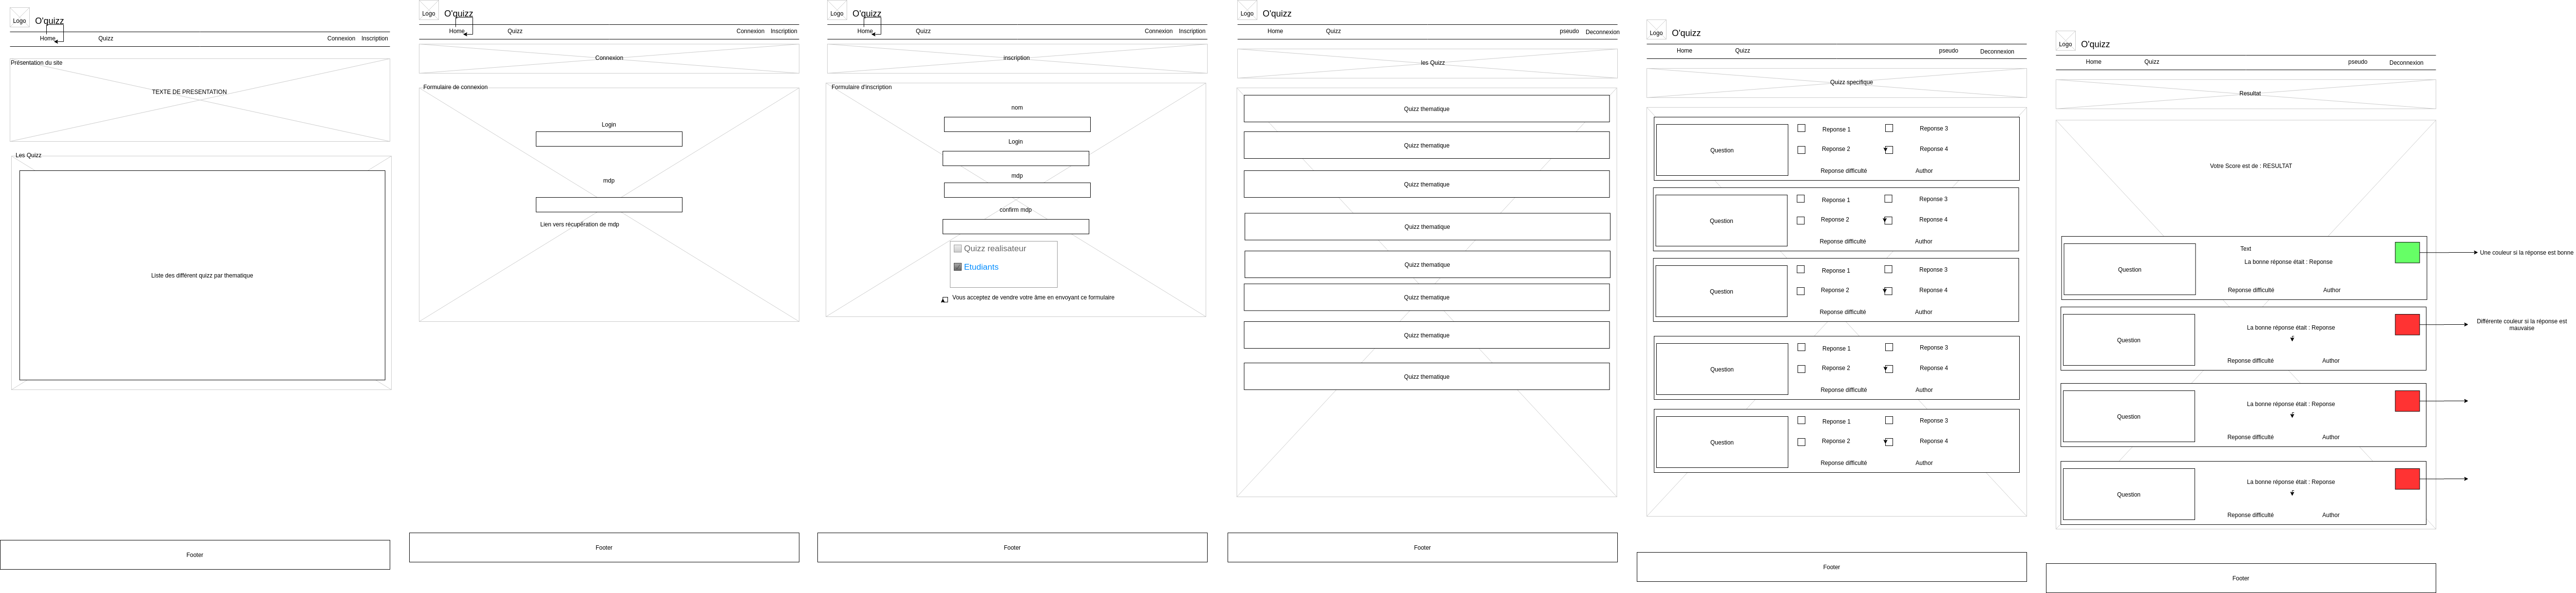 Logo
O'quizz
Home
Quizz
Connexion
Inscription
Présentation du site
TEXTE DE PRESENTATION
Les Quizz
Liste des différent quizz par thematique
Footer
Logo
O'quizz
Home
Quizz
Connexion
Inscription
Connexion
Formulaire de connexion
Login
mdp
Lien vers récupération de mdp
Footer
Logo
O'quizz
Home
Quizz
Connexion
Inscription
inscription
Formulaire d'inscription
nom
Login
mdp
confirm mdp
Quizz realisateur
Etudiants
Vous acceptez de vendre votre âme en envoyant ce formulaire
Footer
Logo
O'quizz
Home
Quizz
pseudo
Deconnexion
les Quizz
Quizz thematique
Quizz thematique
Quizz thematique
Quizz thematique
Quizz thematique
Quizz thematique
Quizz thematique
Quizz thematique
Footer
Logo
O'quizz
Home
Quizz
pseudo
Deconnexion
Quizz specifique
Question
Reponse 1
Reponse 3
Reponse 2
Reponse 4
Reponse difficulté
Author
Question
Reponse 1
Reponse 3
Reponse 2
Reponse 4
Reponse difficulté
Author
Question
Reponse 1
Reponse 3
Reponse 2
Reponse 4
Reponse difficulté
Author
Question
Reponse 1
Reponse 3
Reponse 2
Reponse 4
Reponse difficulté
Author
Question
Reponse 1
Reponse 3
Reponse 2
Reponse 4
Reponse difficulté
Author
Footer
Logo
O'quizz
Home
Quizz
pseudo
Deconnexion
Resultat
Votre Score est de : RESULTAT
Question
Text
La bonne réponse était : Reponse
Reponse difficulté
Author
Une couleur si la réponse est bonne
Question
La bonne réponse était : Reponse
Reponse difficulté
Author
Différente couleur si la réponse est
mauvaise
Question
La bonne réponse était : Reponse
Reponse difficulté
Author
Question
La bonne réponse était : Reponse
Reponse difficulté
Author
Footer